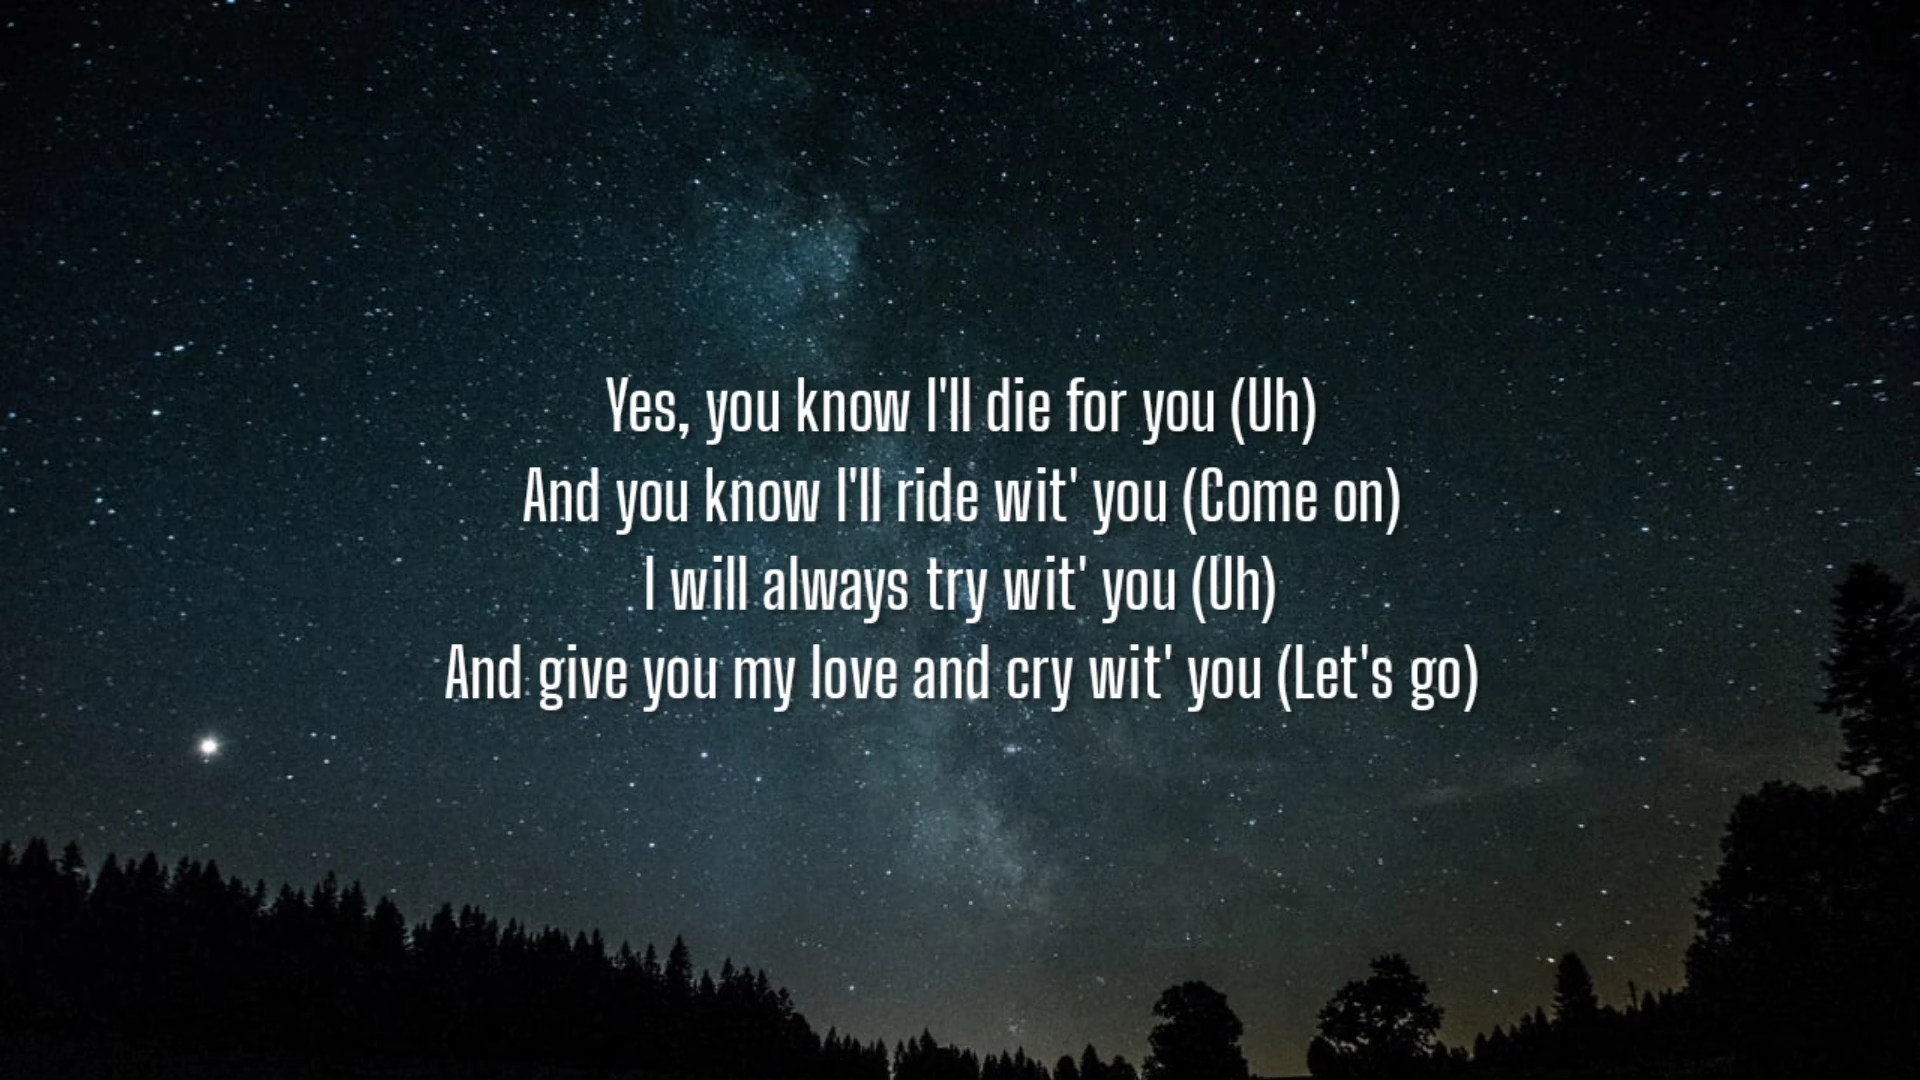 Yes, you know I'll die for you (Uh)
And you know I'll ride wit' you (Come on)
I will always try wit' you (Uh)
And give you my love and cry wit' you (Let's go)